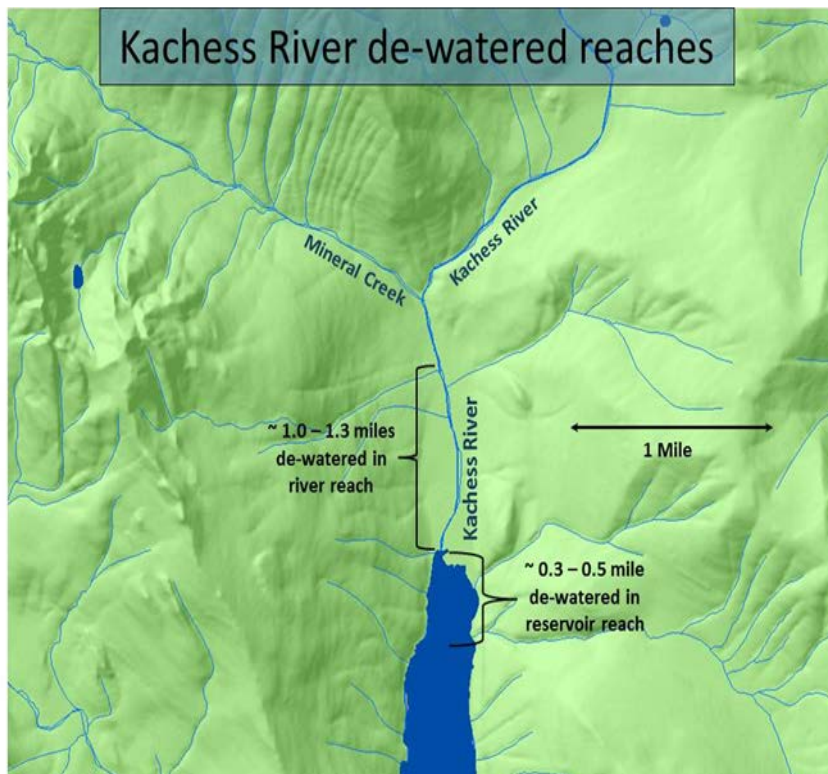 Kachess River de-watered reaches
Mineral Creek
Kachess River
~ 1.0 – 1.3 miles
de-watered in
river reach
Kachess River
1 Mile
~ 0.3 – 0.5 mile
de-watered in
reservoir reach